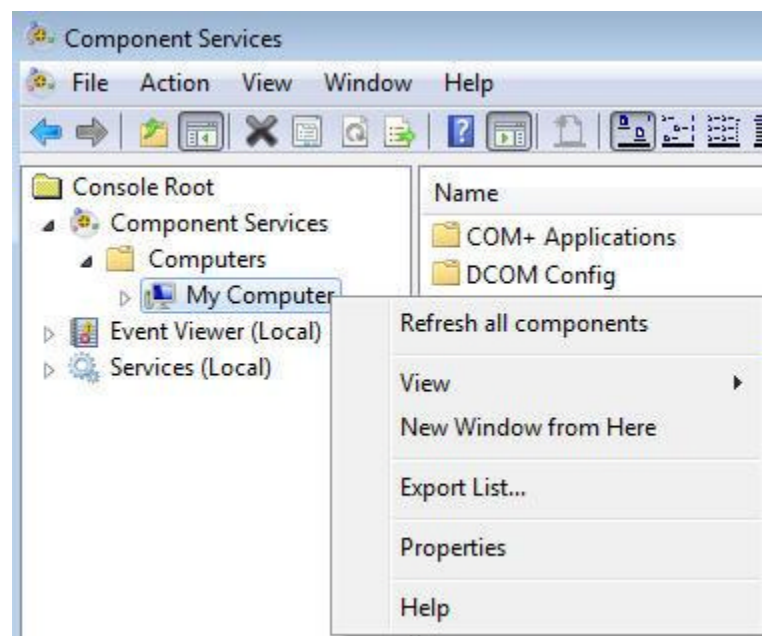 Component Services
File Action View Window Help
Console Root
Component Services
Computers
My Computer
Event Viewer (Local)
Services (Local)
Name
COM+ Applications
DCOM Config
Refresh all components
View
New Window from Here
Export List...
Properties
Help